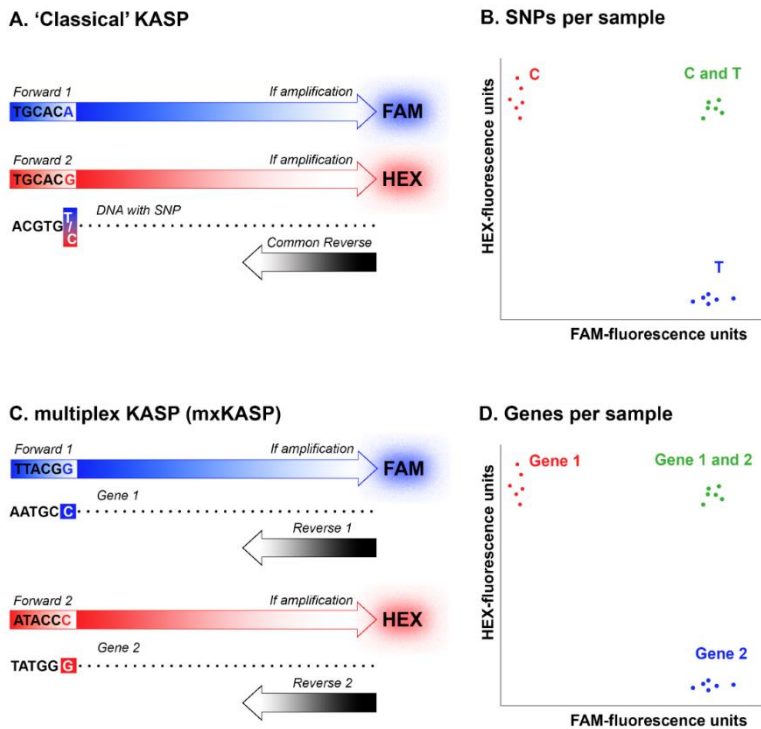 A. ‘Classical’ KASP
Forward 1 If amplification
TGCACA FAM
Forward 2 If amplification
TGCACG HEX
DNA with SNP
ACGTG T/C
Common Reverse
B. SNPs per sample
C
C and T
T
HEX-fluorescence units
FAM-fluorescence units
C. multiplex KASP (mxKASP)
Forward 1 If amplification
TTACGG FAM
Gene 1
AATGC C
Reverse 1
Forward 2 If amplification
ATACCC HEX
Gene 2
TATGG G
Reverse 2
D. Genes per sample
Gene 1
Gene 1 and 2
Gene 2
HEX-fluorescence units
FAM-fluorescence units